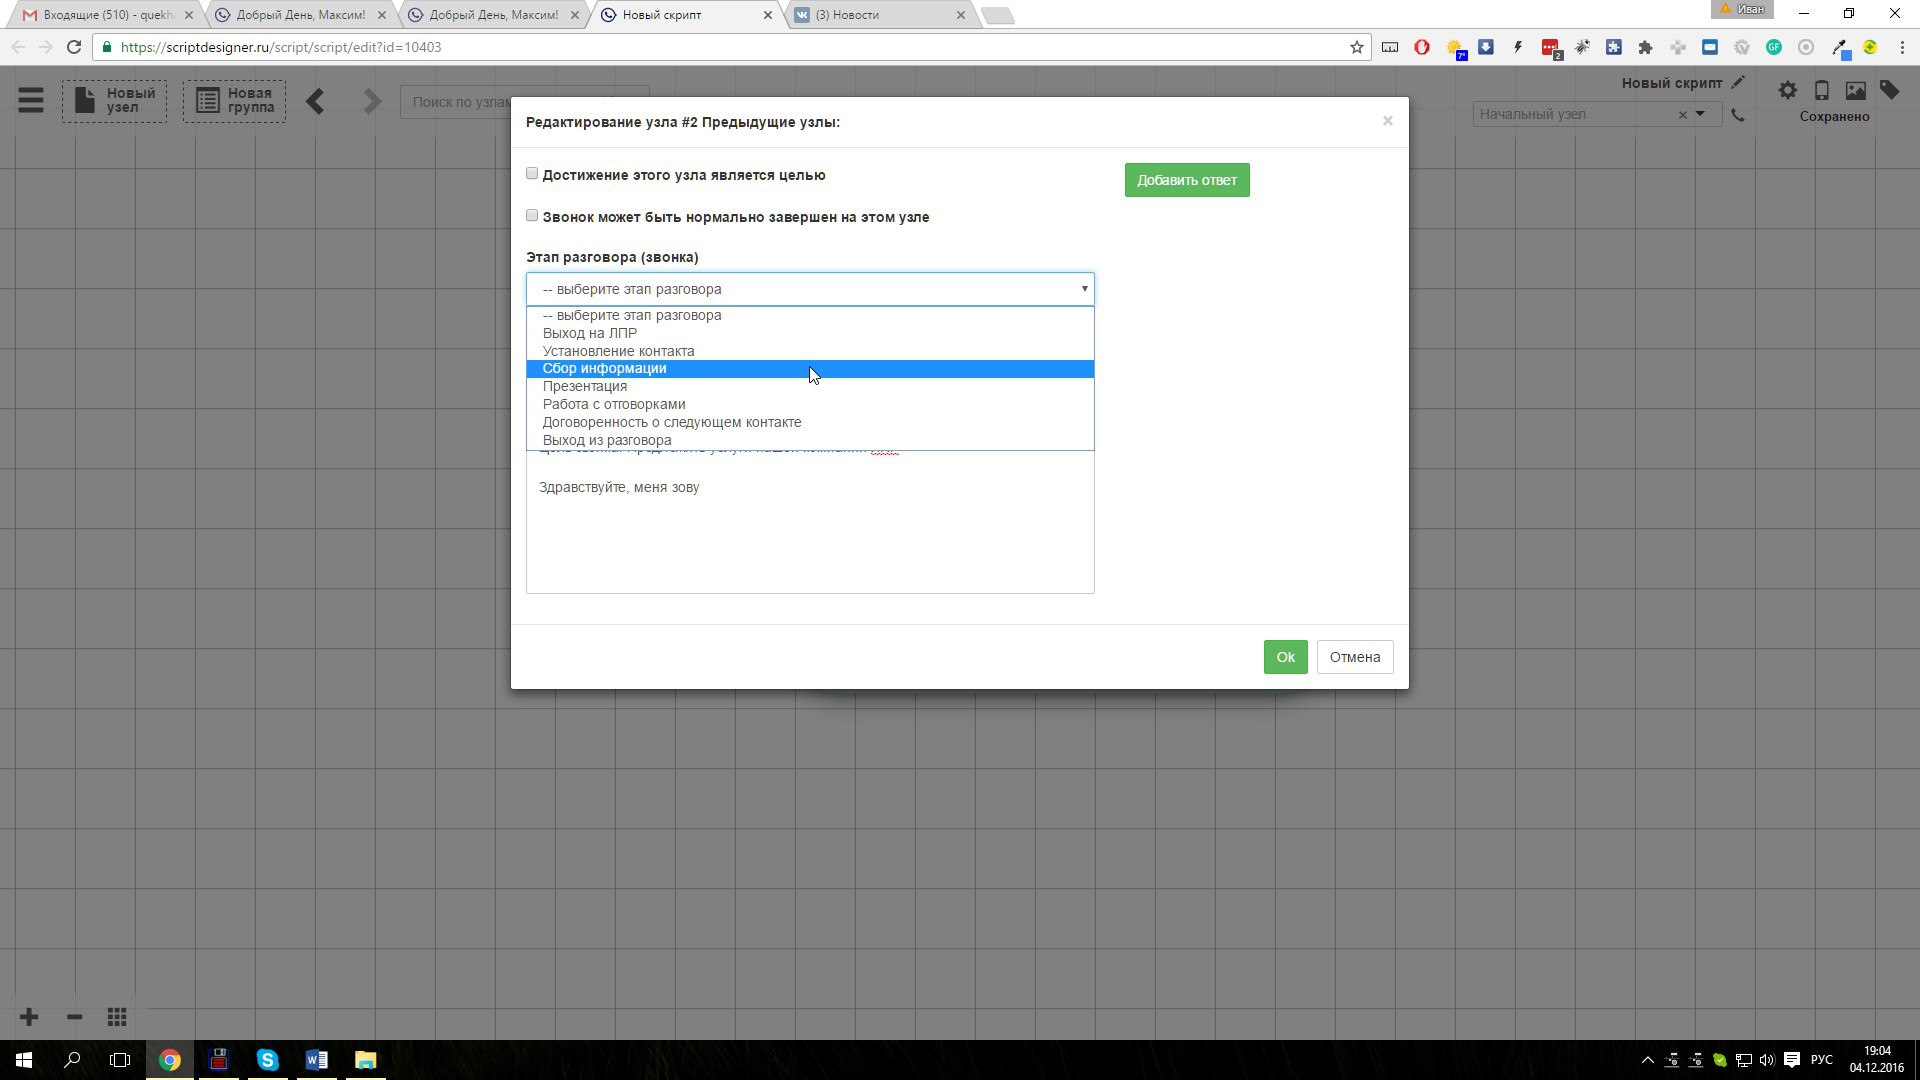 Входящие (510) - quekh
Добрый День, Максим!
Добрый День, Максим!
Новый скрипт
(3) Новости
Иван
https://scriptdesigner.ru/script/script/edit?id=10403
7°
2
GF
Новый узел
Новая группа
Поиск по узлам
Новый скрипт
Начальный узел
Сохранено
Редактирование узла #2 Предыдущие узлы:
Достижение этого узла является целью
Добавить ответ
Звонок может быть нормально завершен на этом узле
Этап разговора (звонка)
-- выберите этап разговора
-- выберите этап разговора
Выход на ЛПР
Установление контакта
Сбор информации
Презентация
Работа с отговорками
Договоренность о следующем контакте
Выход из разговора
Здравствуйте, меня зову
Ok
Отмена
РУС
19:04
04.12.2016